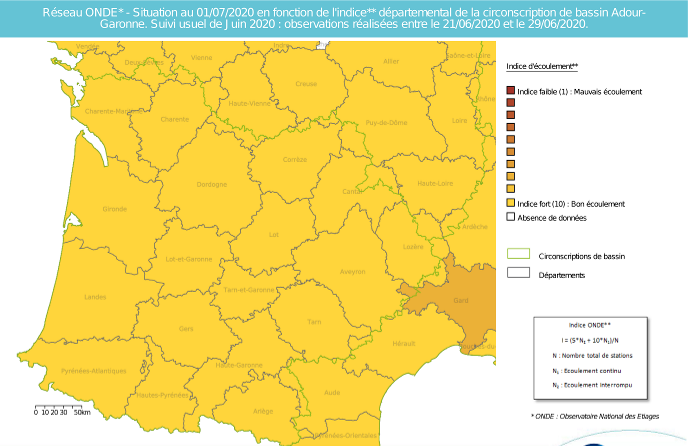 Réseau ONDE* - Situation au 01/07/2020 en fonction de l'indice** départemental de la circonscription de bassin Adour-
Garonne. Suivi usuel de Juin 2020 : observations réalisées entre le 21/06/2020 et le 29/06/2020.
Vendée
Deux-Sèvres
Vienne
Indre
Creuse
Allier
Saône-et-Loire
Rhône
Charente-Maritime
Charente
Haute-Vienne
Puy-de-Dôme
Loire
Corrèze
Dordogne
Cantal
Haute-Loire
Gironde
Ardèche
Lot
Lozère
Lot-et-Garonne
Aveyron
Tarn-et-Garonne
Landes
Gard
Tarn
Gers
Hérault
Haute-Garonne
Pyrénées-Atlantiques
Hautes-Pyrénées
Aude
Ariège
Pyrénées-Orientales
0 10 20 30 50km
Indice d'écoulement**
Indice faible (1) : Mauvais écoulement
Indice fort (10) : Bon écoulement
Absence de données
Circonscriptions de bassin
Départements
Indice ONDE**
I = (5*N₂ + 10*N₁)/N
N : Nombre total de stations
N₁ : Ecoulement continu
N₂ : Ecoulement interrompu
* ONDE : Observatoire National des Etiages